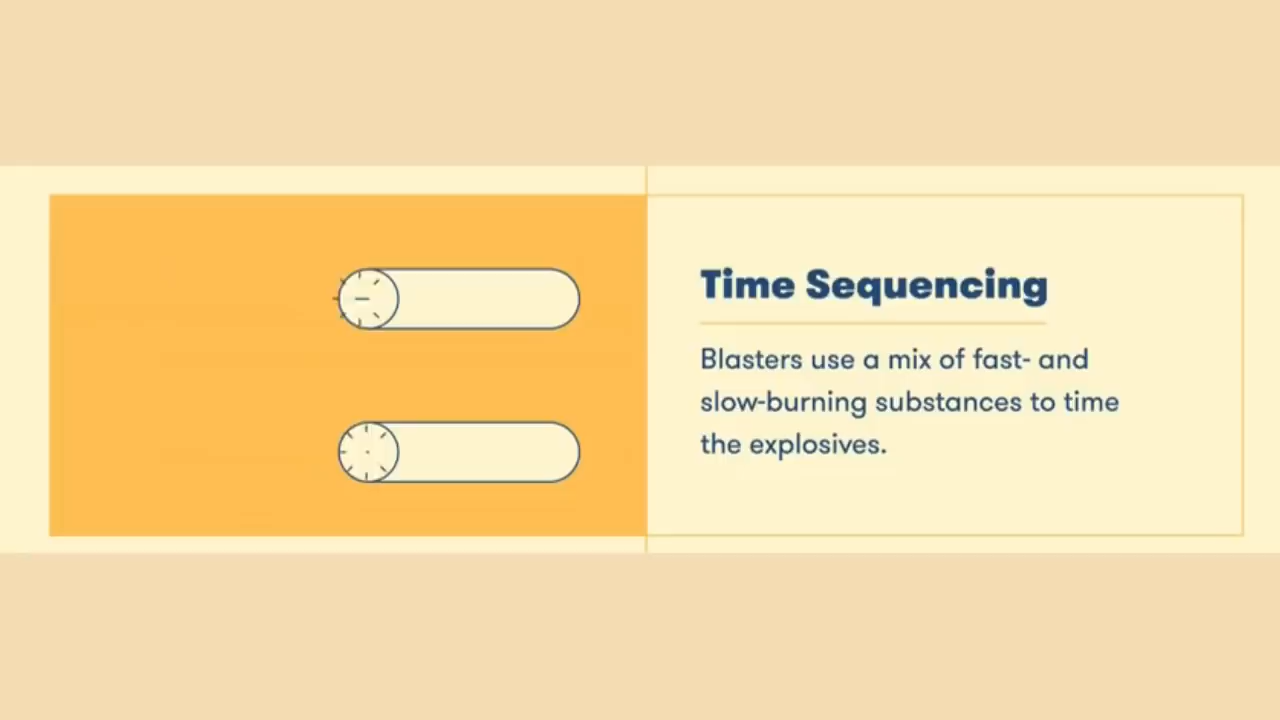 Time Sequencing
Blasters use a mix of fast- and
slow-burning substances to time
the explosives.